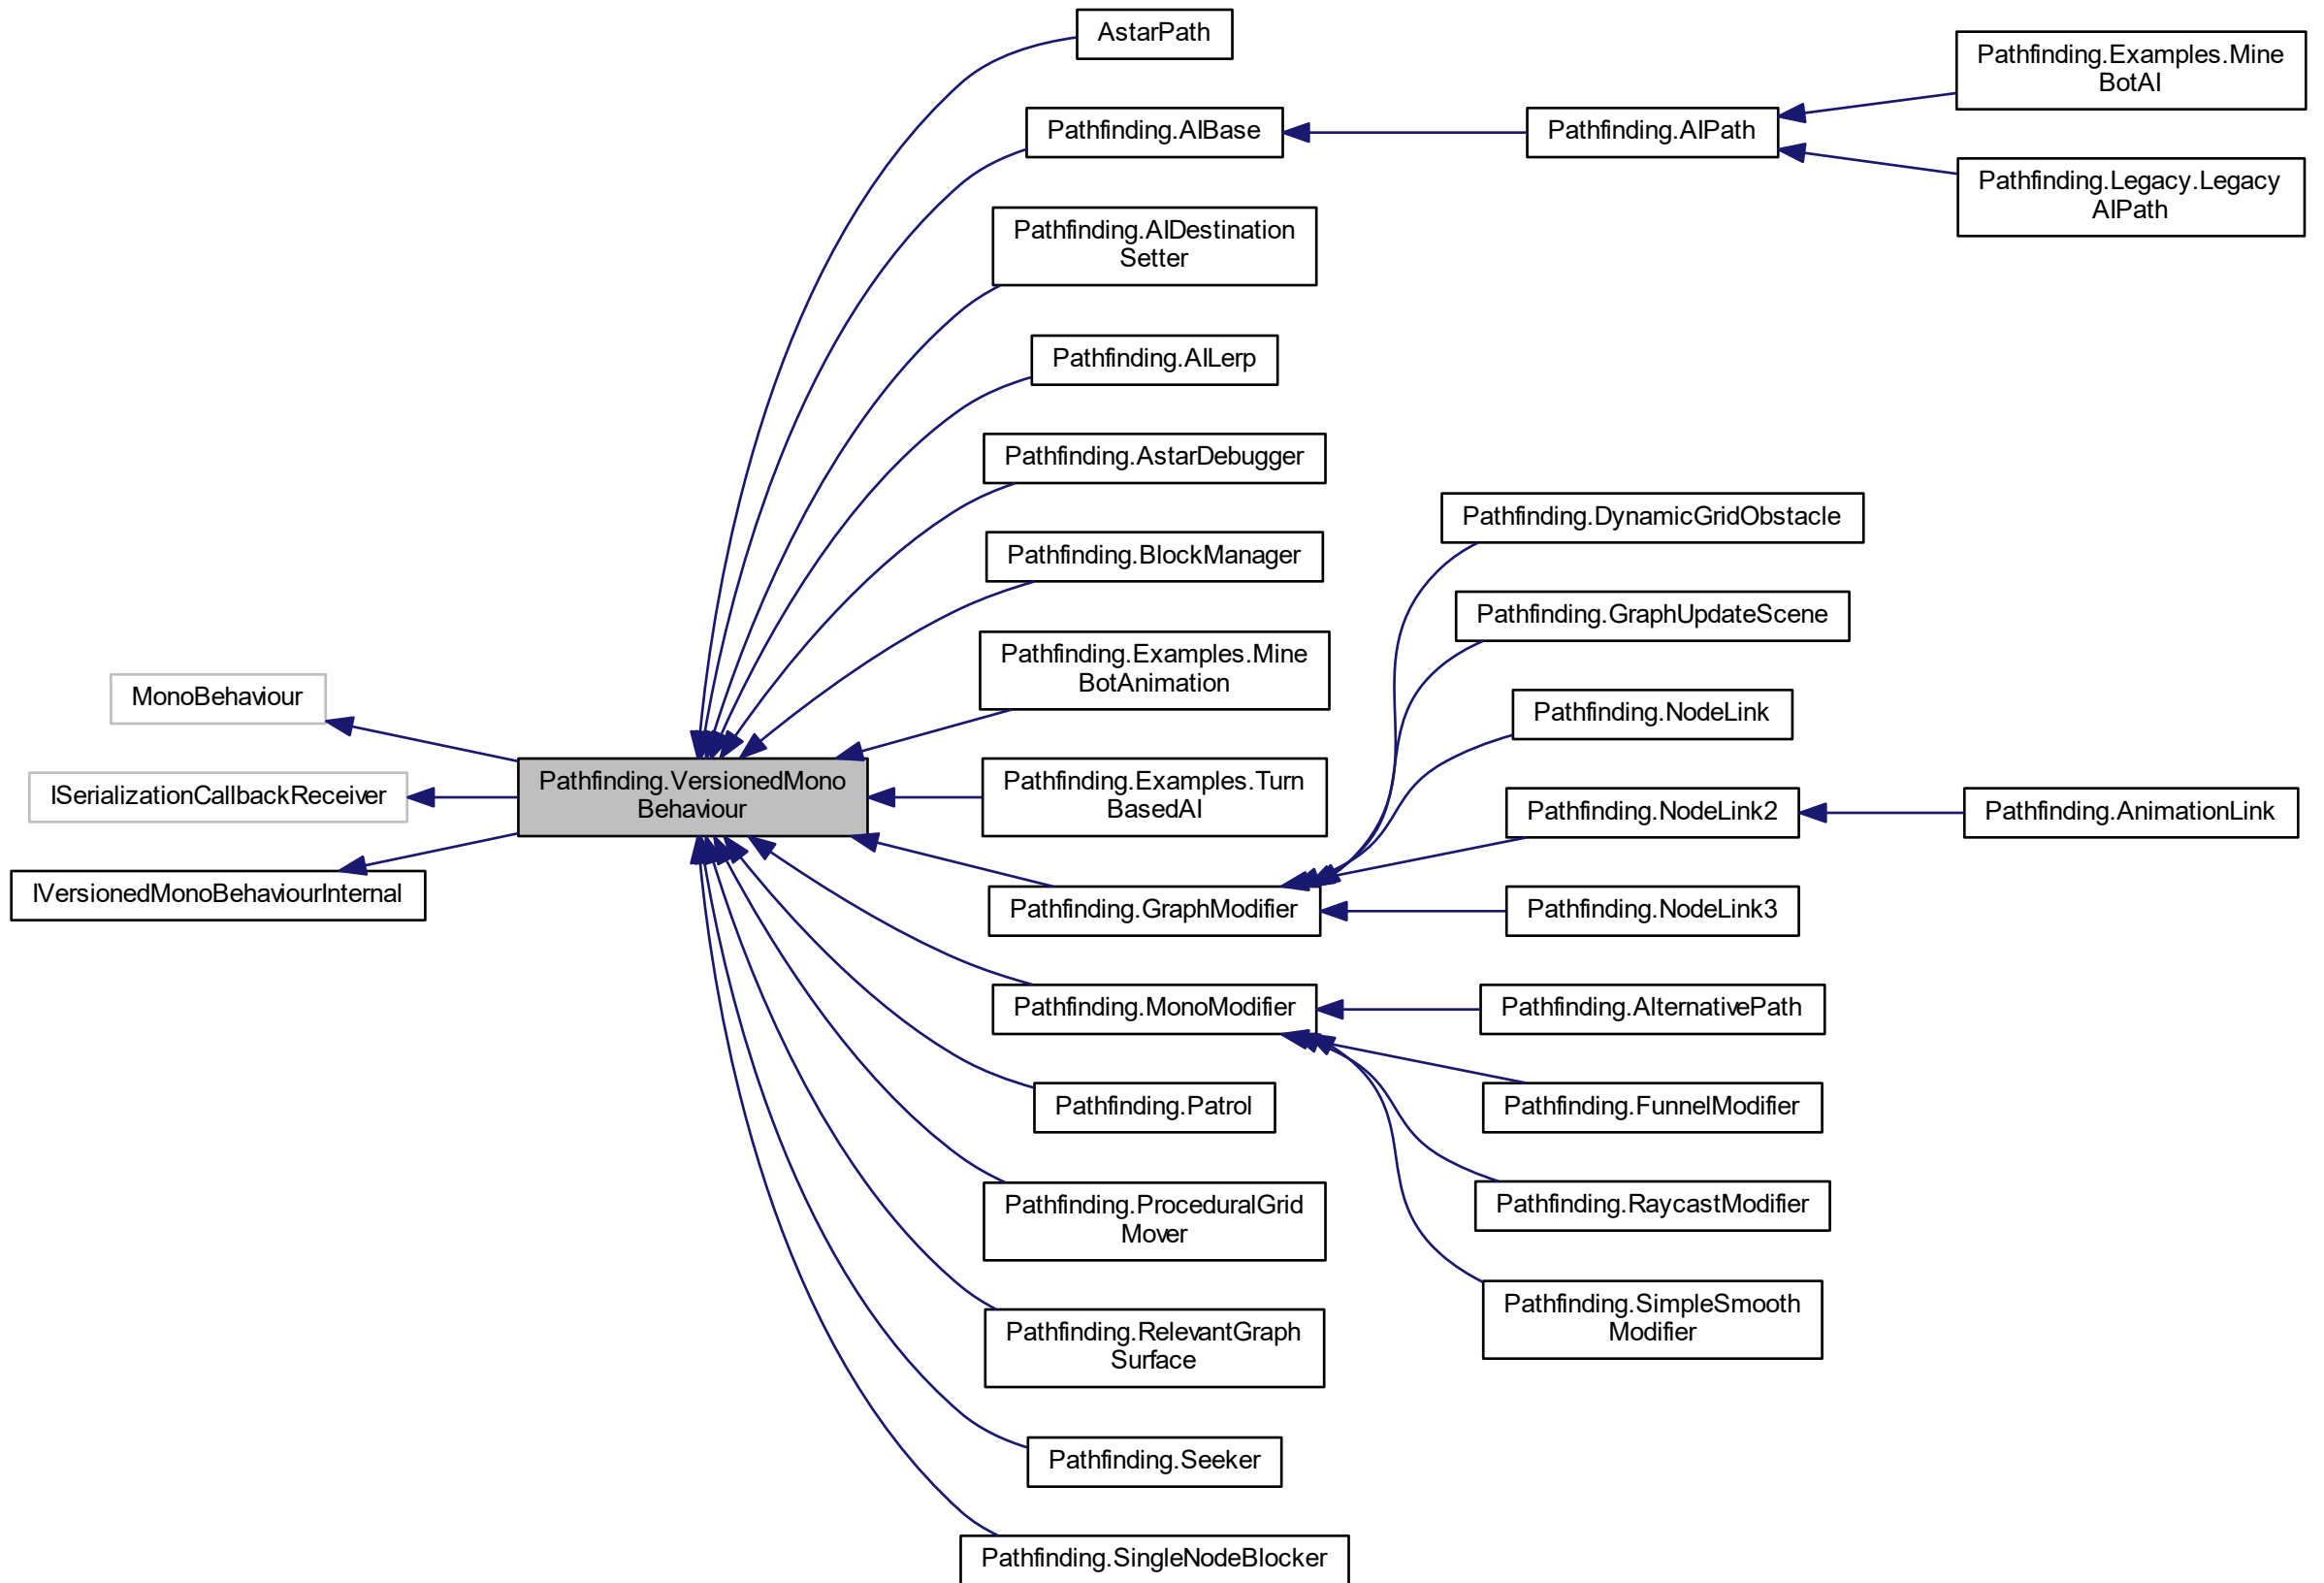 MonoBehaviour
ISerializationCallbackReceiver
IVersionedMonoBehaviourInternal
Pathfinding.VersionedMono
Behaviour
AstarPath
Pathfinding.AIBase
Pathfinding.AIPath
Pathfinding.Examples.Mine
BotAI
Pathfinding.Legacy.Legacy
AIPath
Pathfinding.AIDestination
Setter
Pathfinding.AILerp
Pathfinding.AstarDebugger
Pathfinding.BlockManager
Pathfinding.Examples.Mine
BotAnimation
Pathfinding.Examples.Turn
BasedAI
Pathfinding.GraphModifier
Pathfinding.DynamicGridObstacle
Pathfinding.GraphUpdateScene
Pathfinding.NodeLink
Pathfinding.NodeLink2
Pathfinding.AnimationLink
Pathfinding.NodeLink3
Pathfinding.MonoModifier
Pathfinding.AlternativePath
Pathfinding.FunnelModifier
Pathfinding.RaycastModifier
Pathfinding.SimpleSmooth
Modifier
Pathfinding.Patrol
Pathfinding.ProceduralGrid
Mover
Pathfinding.RelevantGraph
Surface
Pathfinding.Seeker
Pathfinding.SingleNodeBlocker